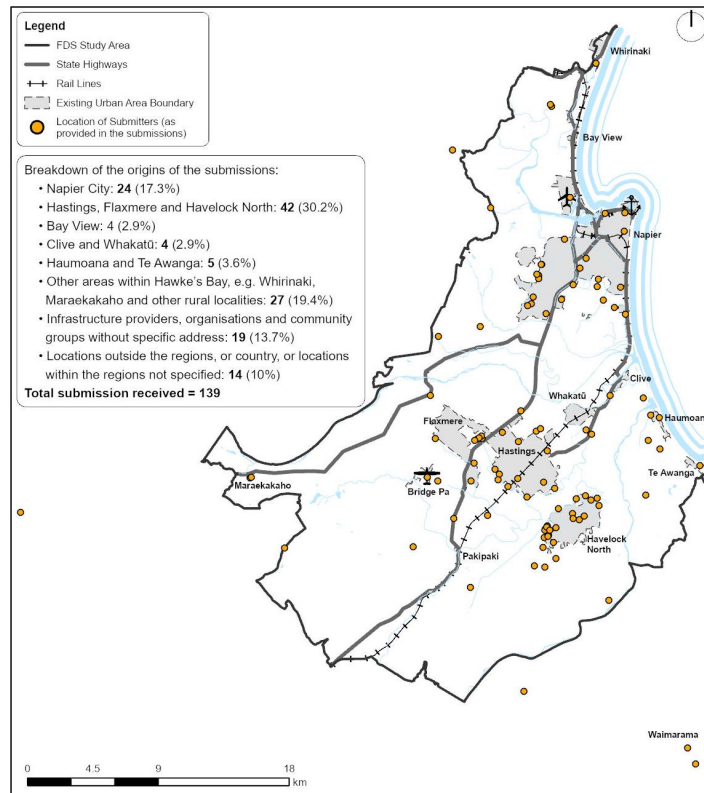 Legend
FDS Study Area
State Highways
Rail Lines
Existing Urban Area Boundary
Location of Submitters (as
provided in the submissions)
Breakdown of the origins of the submissions:
• Napier City: 24 (17.3%)
• Hastings, Flaxmere and Havelock North: 42 (30.2%)
• Bay View: 4 (2.9%)
• Clive and Whakatū: 4 (2.9%)
• Haumoana and Te Awanga: 5 (3.6%)
• Other areas within Hawke's Bay, e.g. Whirinaki,
Maraekakaho and other rural localities: 27 (19.4%)
• Infrastructure providers, organisations and community
groups without specific address: 19 (13.7%)
• Locations outside the regions, or country, or locations
within the regions not specified: 14 (10%)
Total submission received = 139
Whirinaki
Bay View
Napier
Clive
Whakatū
Haumoan
Flaxmere
Hastings
Te Awanga
Maraekakaho
Bridge Pa
Havelock
North
Pakipaki
Waimarama
0 4.5 9 18
km